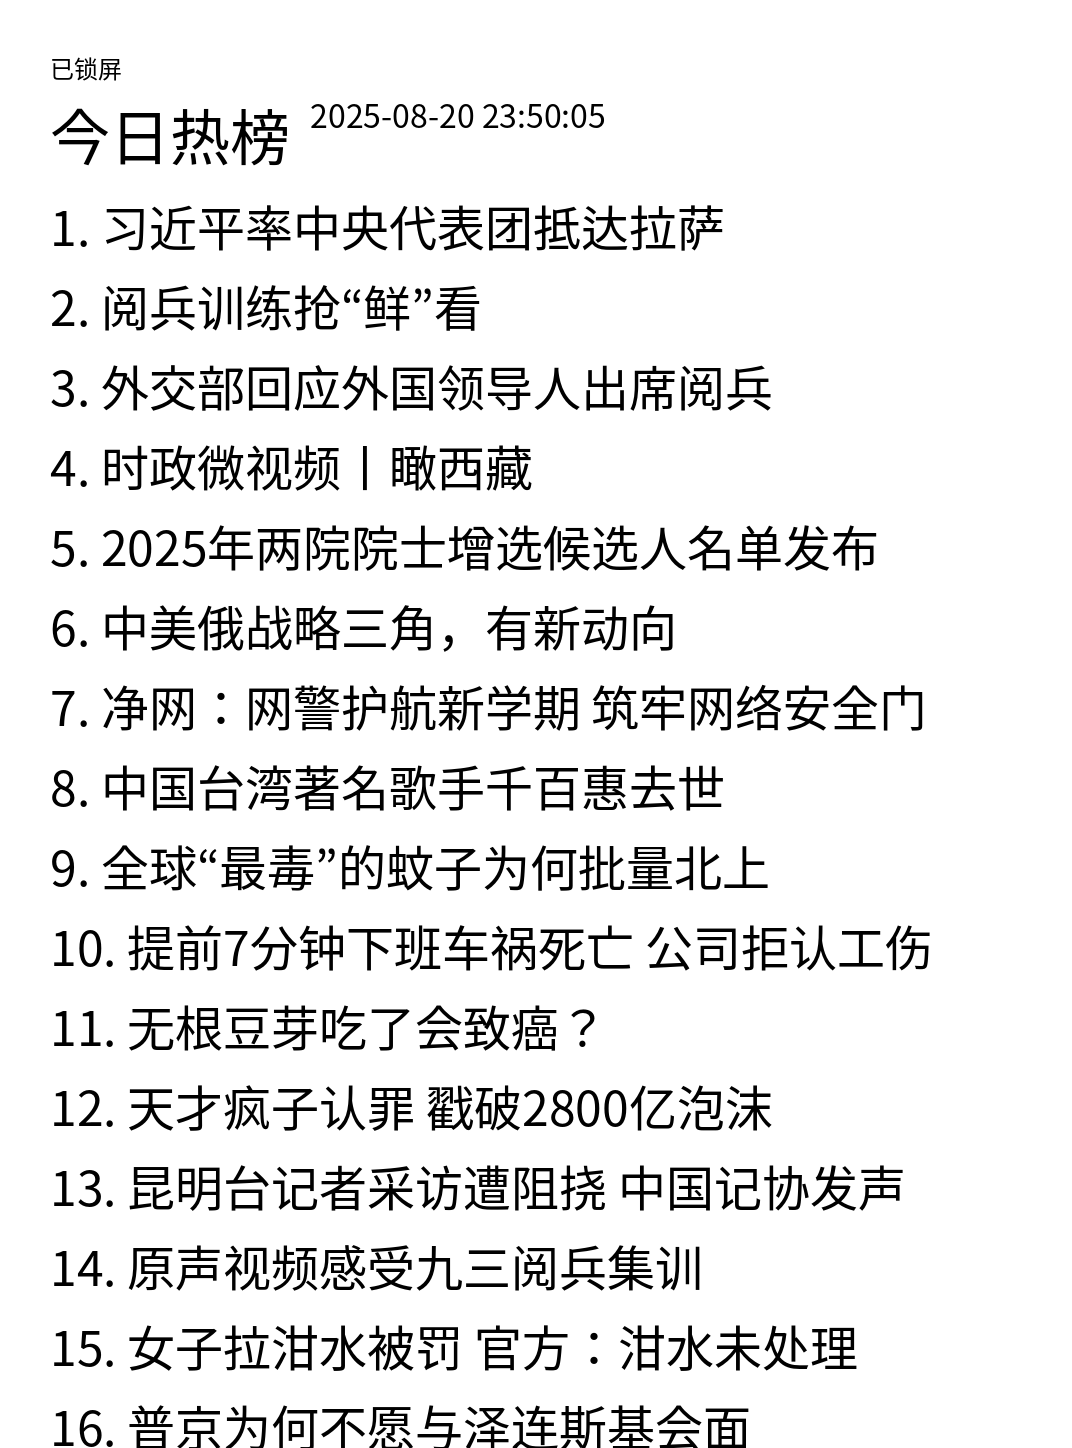 已锁屏
今日热榜 2025-08-20 23:50:05
1. 习近平率中央代表团抵达拉萨
2. 阅兵训练抢“鲜”看
3. 外交部回应外国领导人出席阅兵
4. 时政微视频丨瞰西藏
5. 2025年两院院士增选候选人名单发布
6. 中美俄战略三角，有新动向
7. 净网：网警护航新学期 筑牢网络安全门
8. 中国台湾著名歌手千百惠去世
9. 全球“最毒”的蚊子为何批量北上
10. 提前7分钟下班车祸死亡 公司拒认工伤
11. 无根豆芽吃了会致癌？
12. 天才疯子认罪 戳破2800亿泡沫
13. 昆明台记者采访遭阻挠 中国记协发声
14. 原声视频感受九三阅兵集训
15. 女子拉泔水被罚 官方：泔水未处理
16. 普京为何不愿与泽连斯基会面